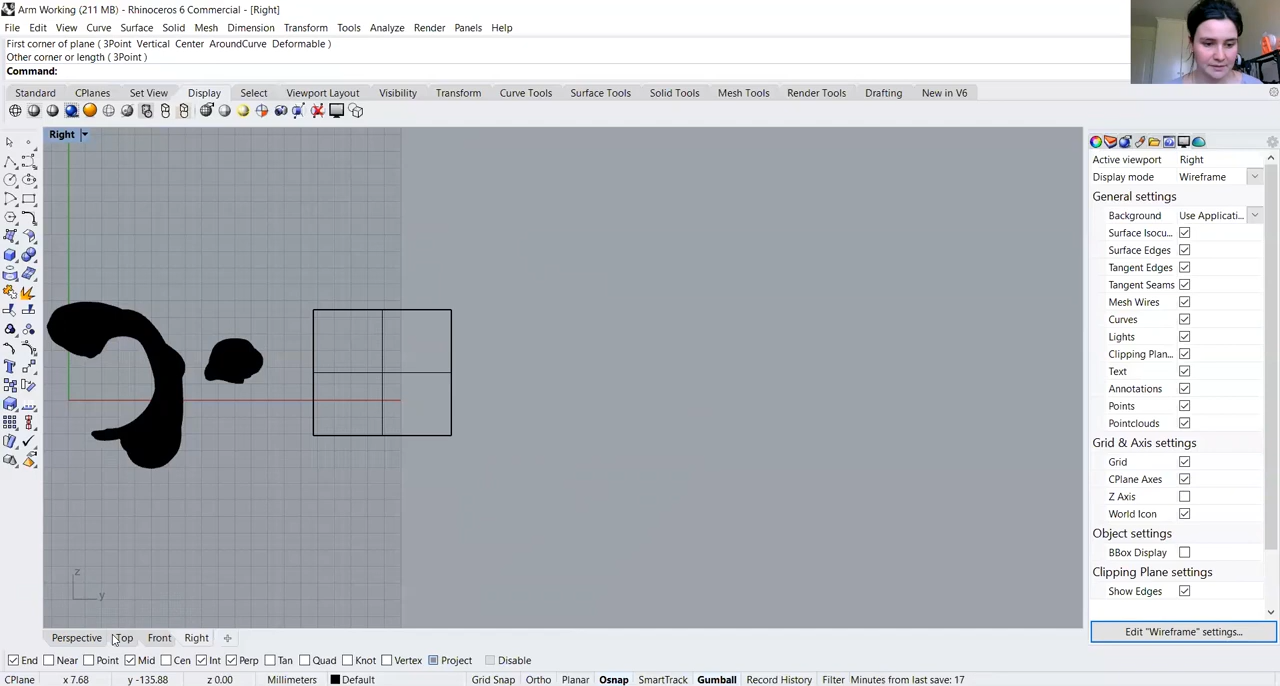 Arm Working (211 MB) - Rhinoceros 6 Commercial - [Right]
File Edit View Curve Surface Solid Mesh Dimension Transform Tools Analyze Render Panels Help
First corner of plane ( 3Point Vertical Center AroundCurve Deformable )
Other corner or length ( 3Point )
Command:
Standard CPlanes Set View Display Select Viewport Layout Visibility Transform Curve Tools Surface Tools Solid Tools Mesh Tools Render Tools Drafting New in V6
Right
Active viewport Right
Display mode Wireframe
General settings
Background Use Applicati...
Surface Isocu...
Surface Edges
Tangent Edges
Tangent Seams
Mesh Wires
Curves
Lights
Clipping Plan...
Text
Annotations
Points
Pointclouds
Grid & Axis settings
Grid
CPlane Axes
Z Axis
World Icon
Object settings
BBox Display
Clipping Plane settings
Show Edges
Edit "Wireframe" settings...
z
y
Perspective Top Front Right
End Near Point Mid Cen Int Perp Tan Quad Knot Vertex Project Disable
CPlane x 7.68 y -135.88 z 0.00 Millimeters Default Grid Snap Ortho Planar Osnap SmartTrack Gumball Record History Filter Minutes from last save: 17